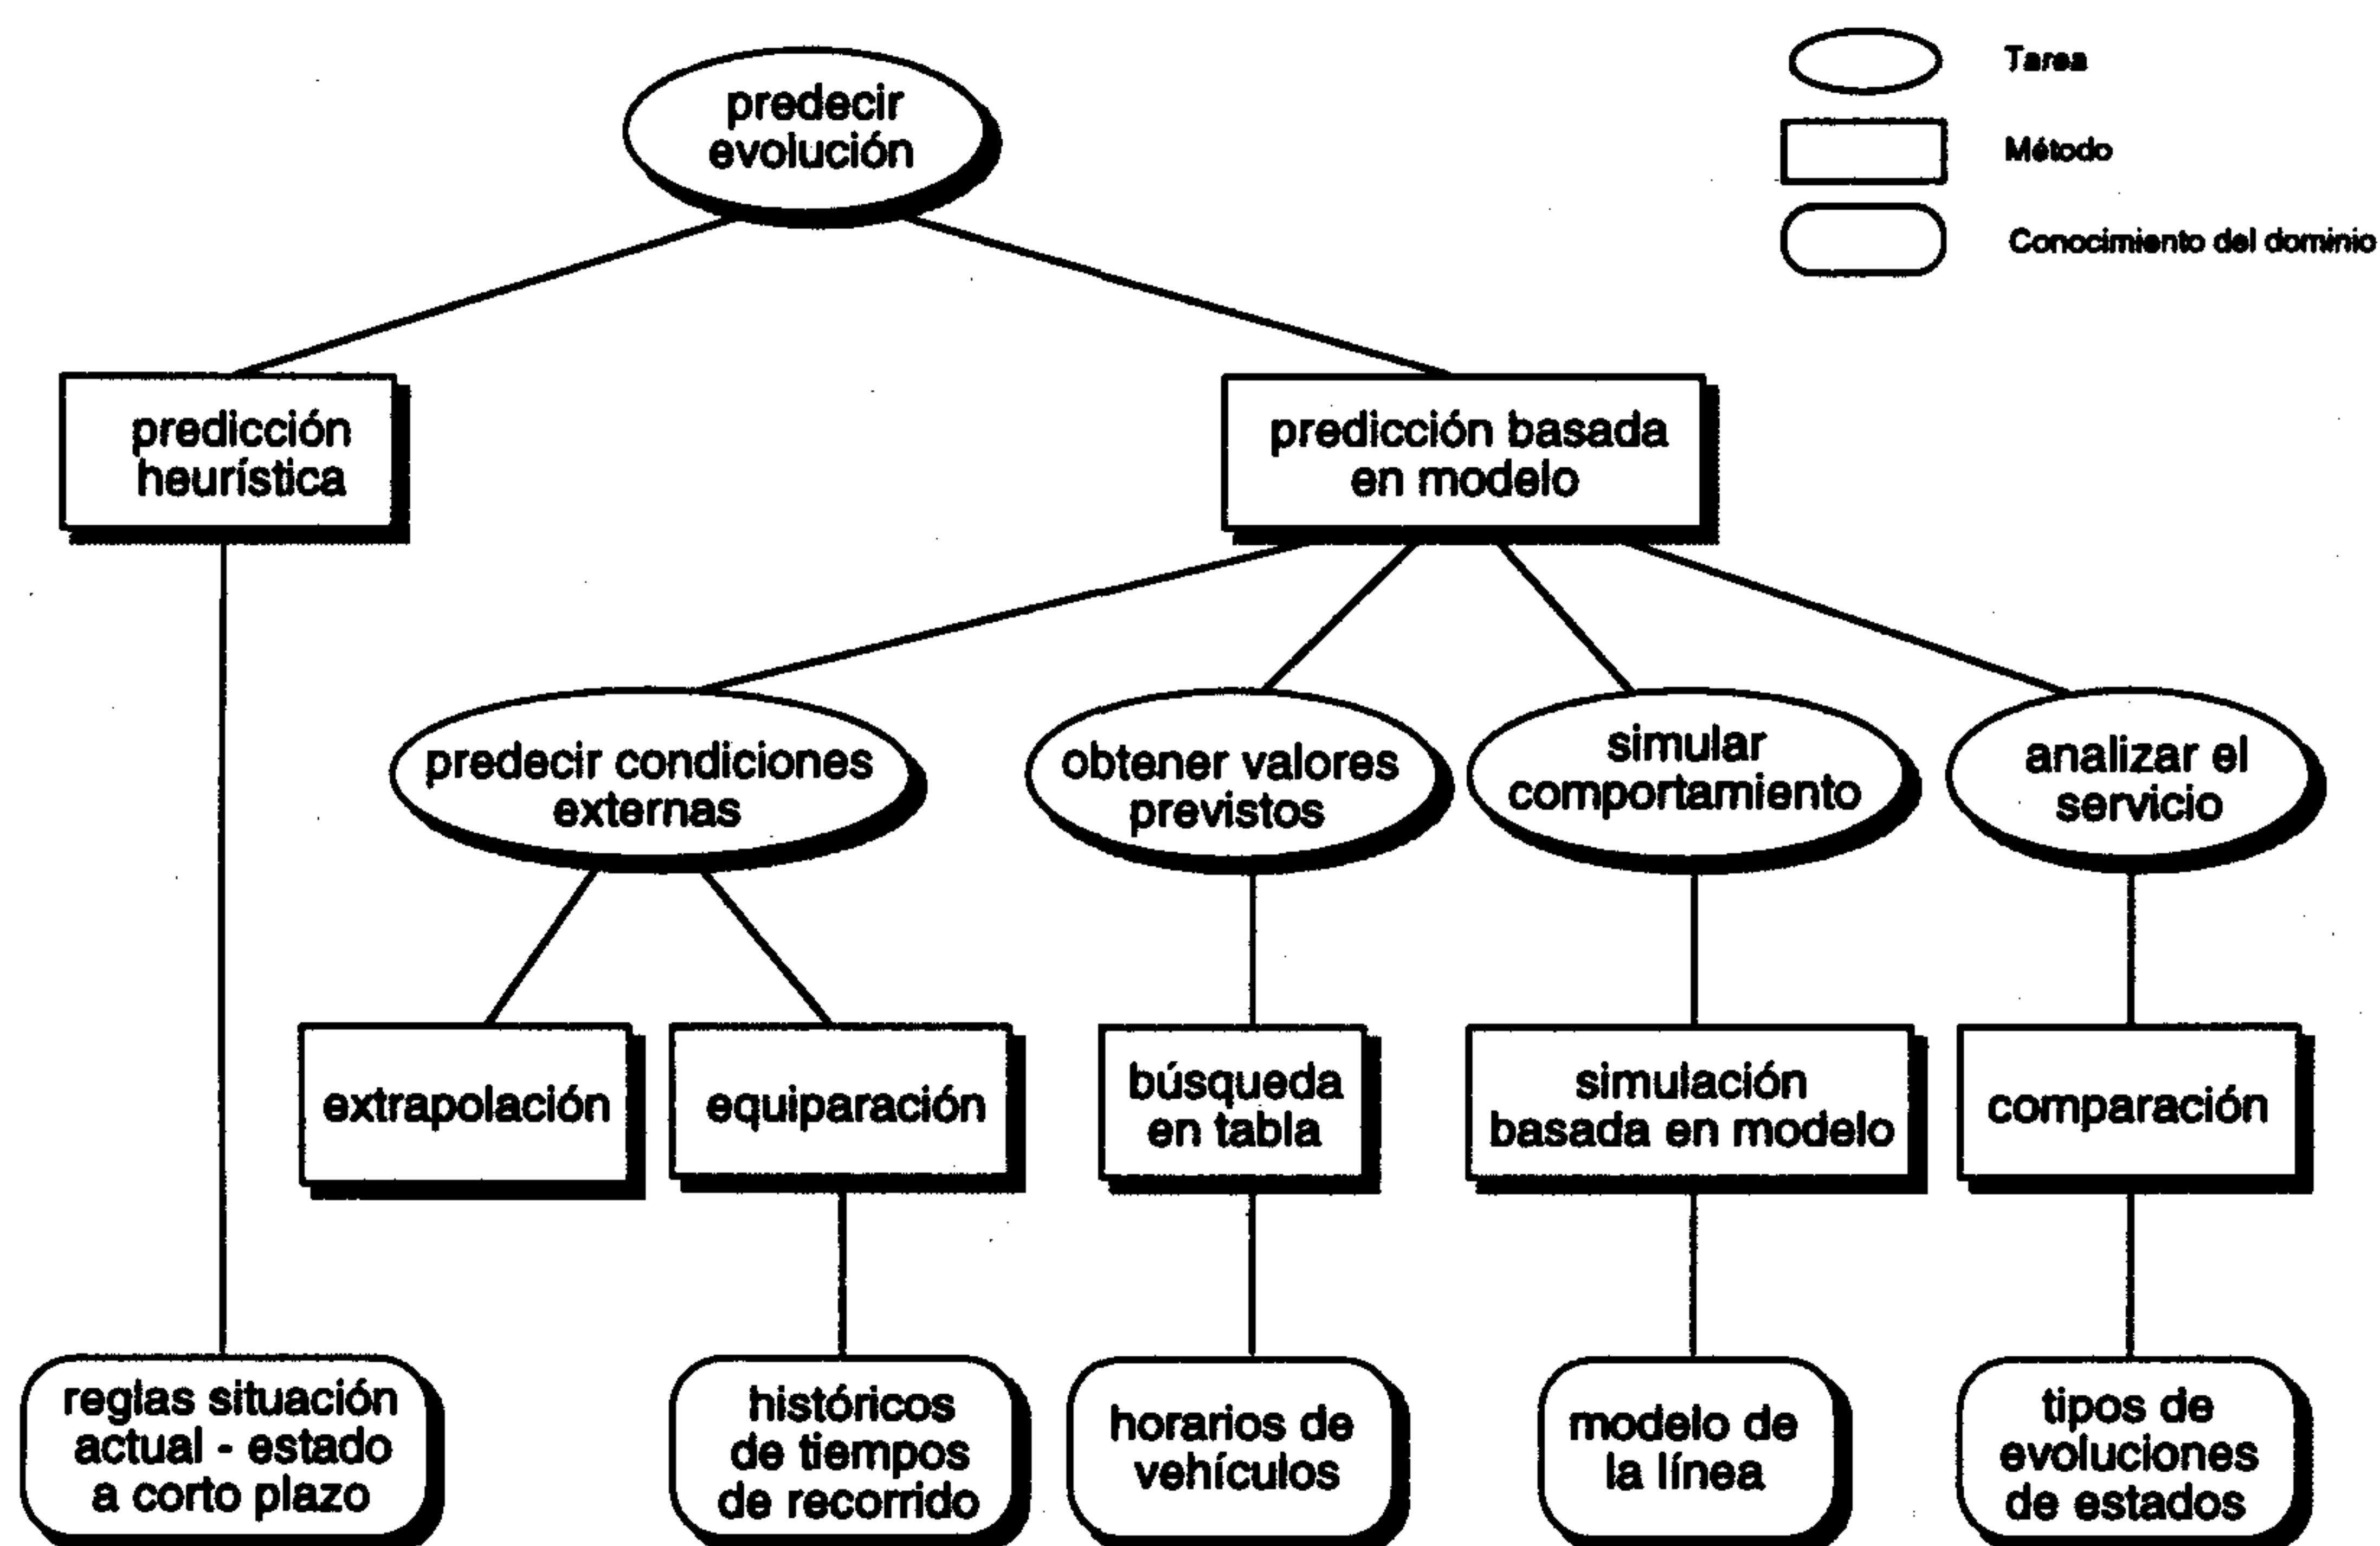 predecir
evolución
Tarea
Método
Conocimiento del dominio
predicción
heurística
predicción basada
en modelo
predecir condiciones
externas
obtener valores
previstos
simular
comportamiento
analizar el
servicio
extrapolación
equiparación
búsqueda
en tabla
simulación
basada en modelo
comparación
reglas situación
actual - estado
a corto plazo
históricos
de tiempos
de recorrido
horarios de
vehículos
modelo de
la línea
tipos de
evoluciones
de estados